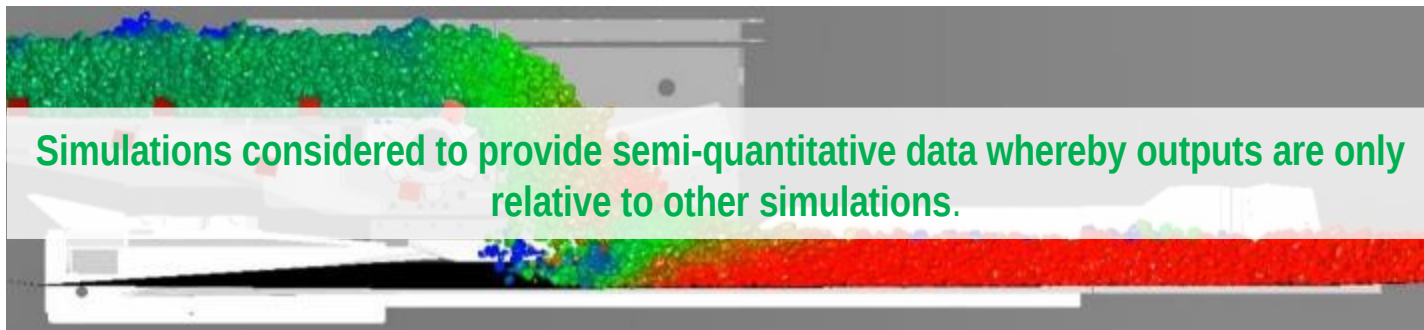 Simulations considered to provide semi-quantitative data whereby outputs are only
relative to other simulations.